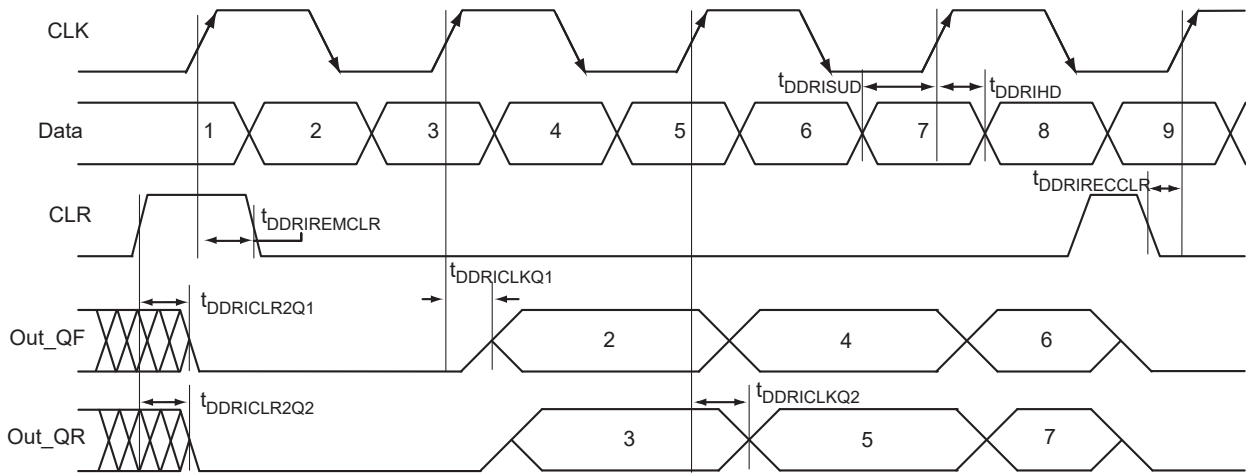 CLK
tDDRISUD
tDDRIHD
Data
1 2 3 4 5 6 7 8 9
tDDRIRECCLR
CLR
tDDRIREMCLR
tDDRICLKQ1
tDDRICLR2Q1
Out_QF
2 4 6
tDDRICLR2Q2
tDDRICLKQ2
Out_QR
3 5 7